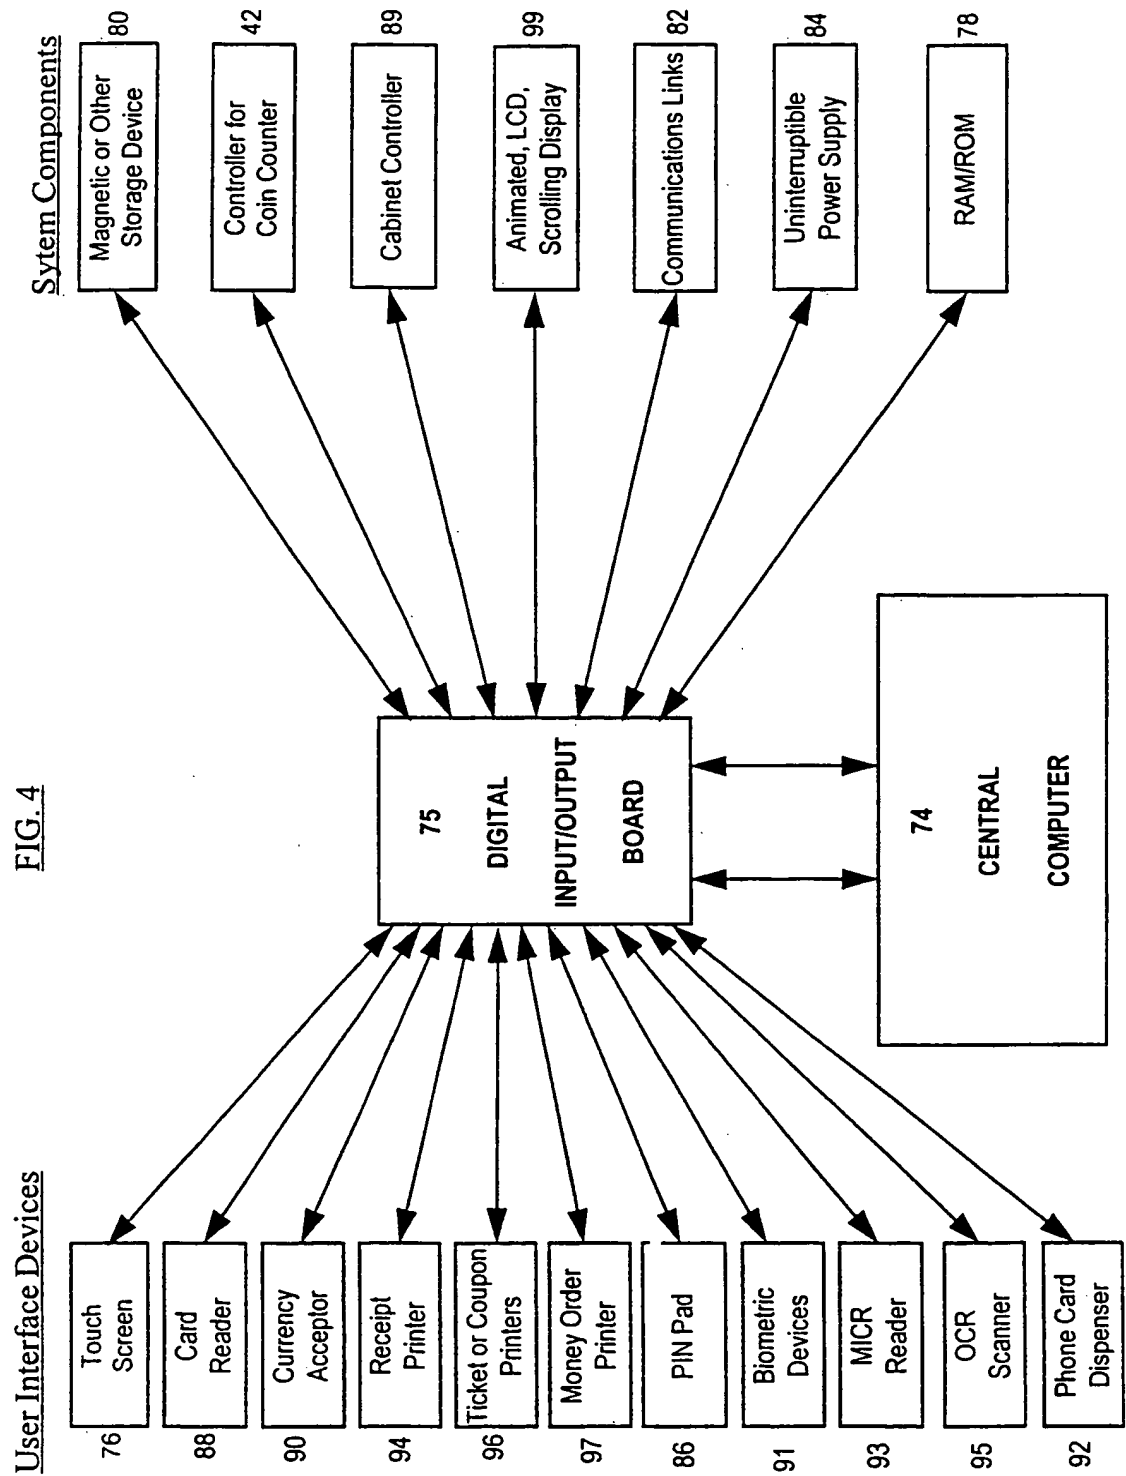 FIG. 4
User Interface Devices
76
Touch
Screen
88
Card
Reader
90
Currency
Acceptor
94
Receipt
Printer
96
Ticket or Coupon
Printers
97
Money Order
Printer
86
PIN Pad
91
Biometric
Devices
93
MICR
Reader
95
OCR
Scanner
92
Phone Card
Dispenser
75
DIGITAL
INPUT/OUTPUT
BOARD
74
CENTRAL
COMPUTER
Sytem Components
Magnetic or Other
Storage Device
80
Controller for
Coin Counter
42
Cabinet Controller
89
Animated, LCD,
Scrolling Display
99
Communications Links
82
Uninterruptible
Power Supply
84
RAM/ROM
78